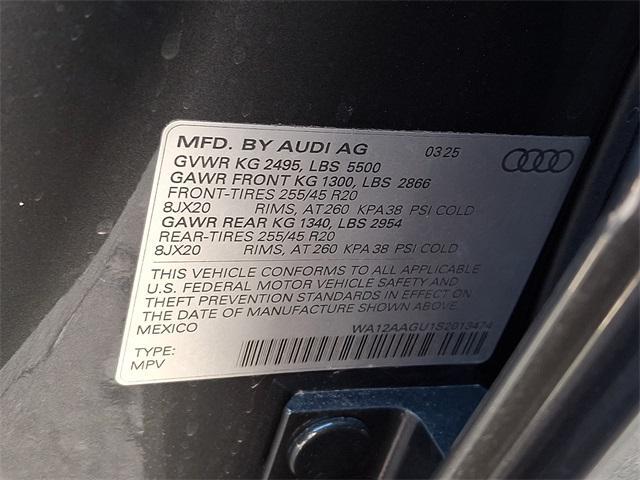 MFD. BY AUDI AG 03 25
GVWR KG 2495, LBS 5500
GAWR FRONT KG 1300, LBS 2866
FRONT-TIRES 255/45 R20
8JX20 RIMS, AT 260 KPA 38 PSI COLD
GAWR REAR KG 1340, LBS 2954
REAR-TIRES 255/45 R20
8JX20 RIMS, AT 260 KPA 38 PSI COLD
THIS VEHICLE CONFORMS TO ALL APPLICABLE
U.S. FEDERAL MOTOR VEHICLE SAFETY AND
THEFT PREVENTION STANDARDS IN EFFECT ON
THE DATE OF MANUFACTURE SHOWN ABOVE.
MEXICO WA12AAGU1S2013474
TYPE:
MPV